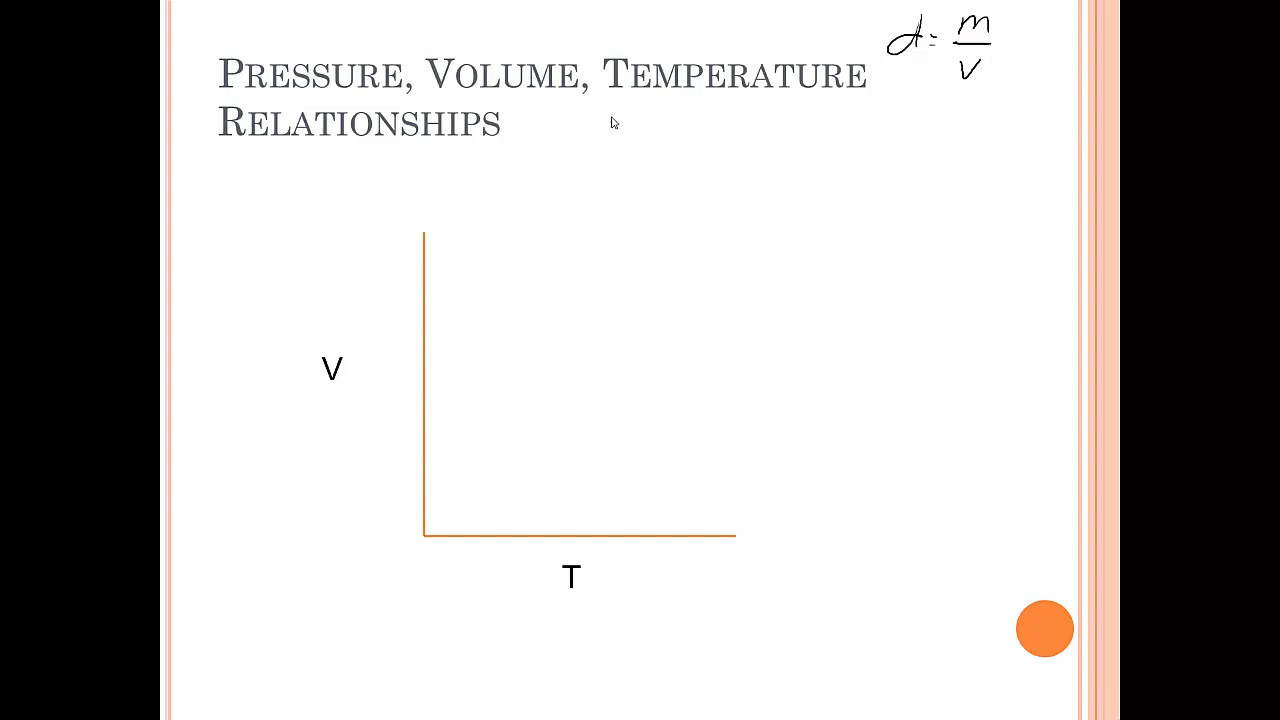 d = m/V
PRESSURE, VOLUME, TEMPERATURE
RELATIONSHIPS
V
T